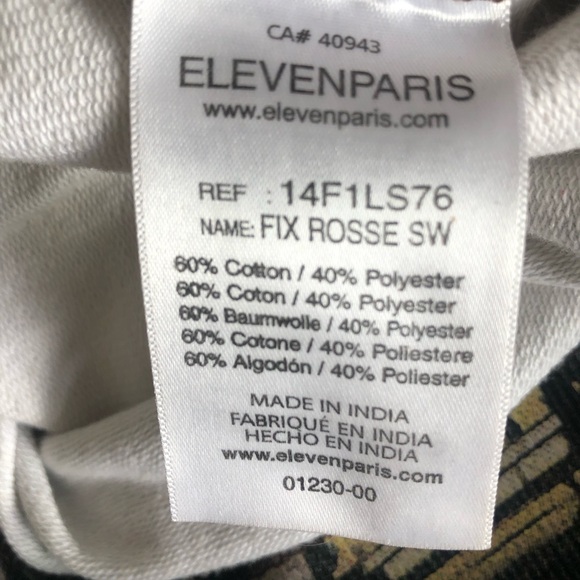 CA# 40943
ELEVENPARIS
www.elevenparis.com
REF : 14F1LS76
NAME: FIX ROSSE SW
60% Cotton / 40% Polyester
60% Coton / 40% Polyester
60% Baumwolle / 40% Polyester
60% Cotone / 40% Poliestere
60% Algodón / 40% Poliester
MADE IN INDIA
FABRIQUÉ EN INDIA
HECHO EN INDIA
www.elevenparis.com
01230-00